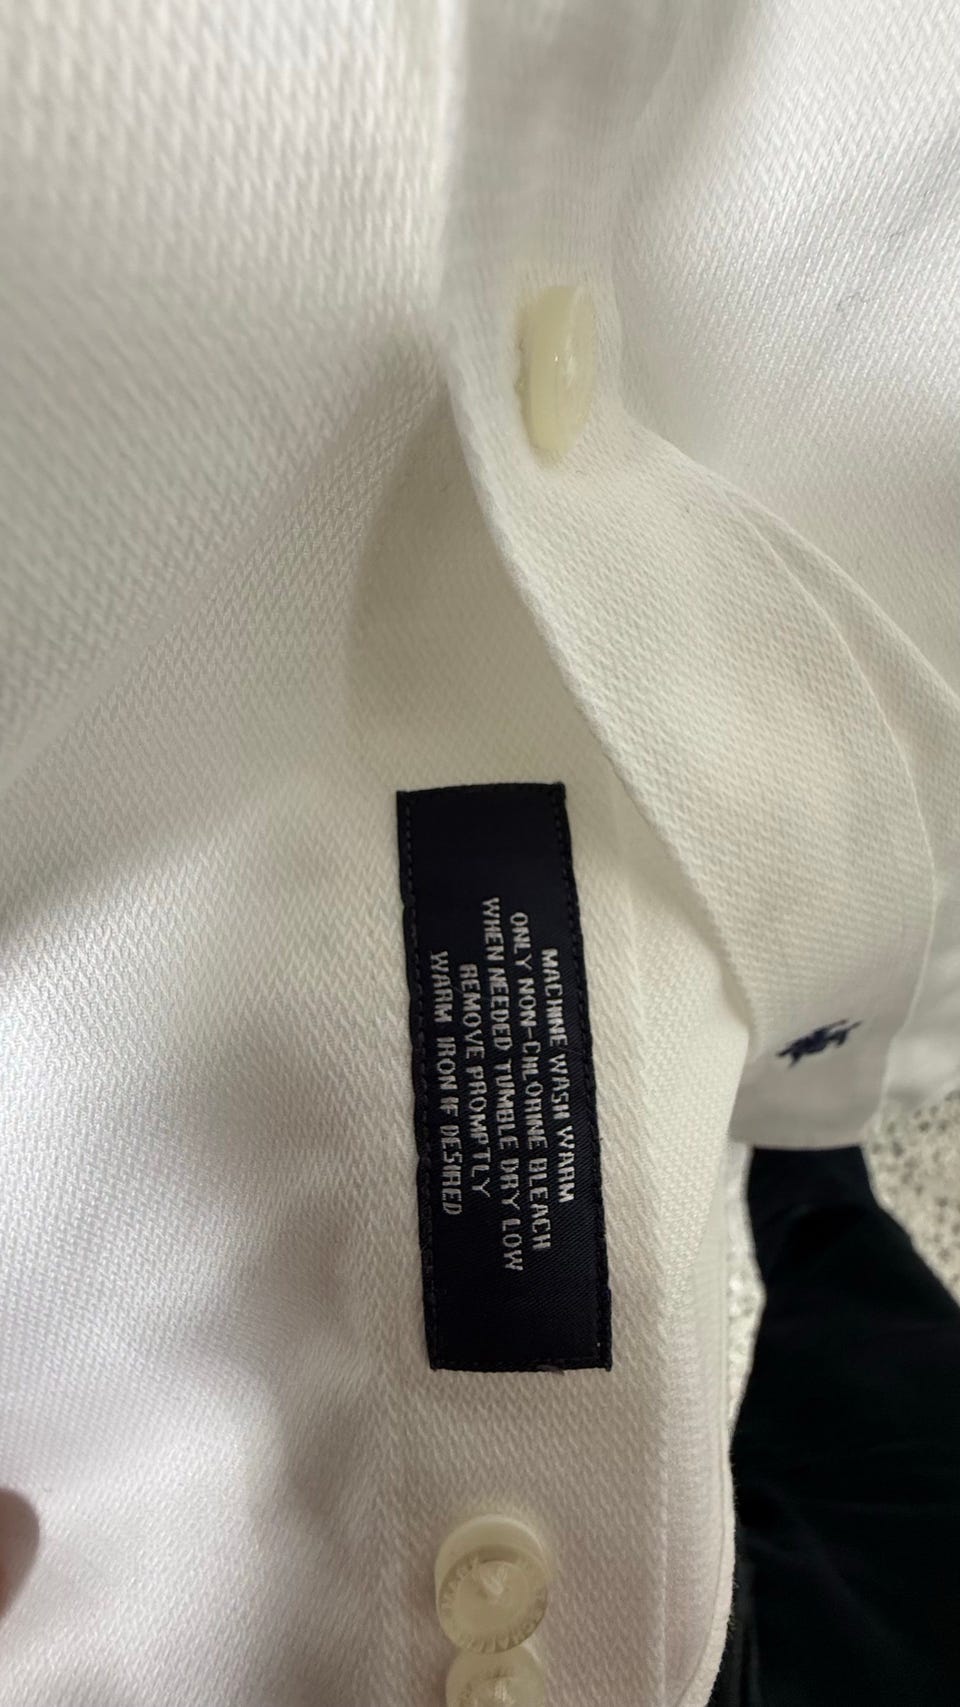 MACHINE WASH WARM
ONLY NON-CHLORINE BLEACH
WHEN NEEDED TUMBLE DRY LOW
REMOVE PROMPTLY
WARM IRON IF DESIRED